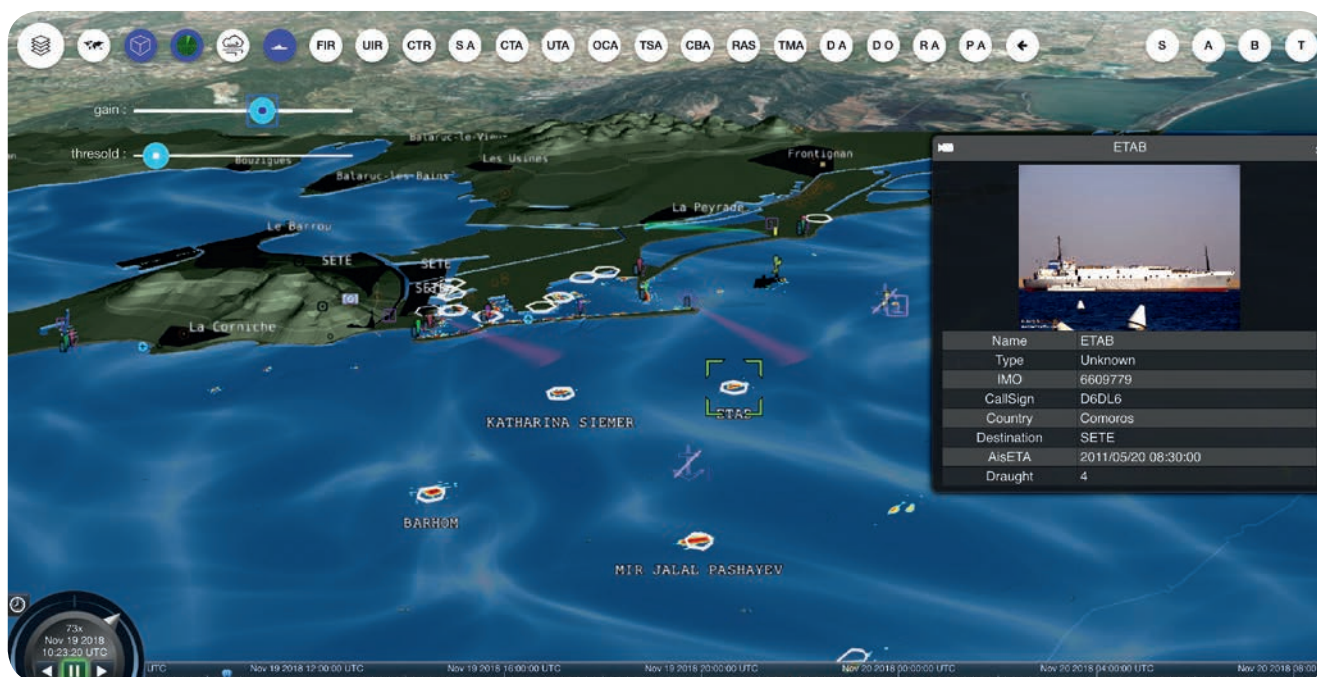 FIR UIR CTR S A CTA UTA OCA TSA CBA RAS TMA D A D O R A P A S A B T
gain :
thresold :
Balaruc-le-Vieux
Bouzigues
Les Usines
Frontignan
Balaruc-les-Bains
La Peyrade
Le Barrou
SETE
SETE
SETE
La Corniche
KATHARINA SIEMER
ETAB
BARHOM
MIR JALAL PASHAYEV
ETAB
Name ETAB
Type Unknown
IMO 6609779
CallSign D6DL6
Country Comoros
Destination SETE
AisETA 2011/05/20 08:30:00
Draught 4
73x
Nov 19 2018
10:23:20 UTC
UTC Nov 19 2018 12:00:00 UTC Nov 19 2018 16:00:00 UTC Nov 19 2018 20:00:00 UTC Nov 20 2018 00:00:00 UTC Nov 20 2018 04:00:00 UTC Nov 20 2018 08:00